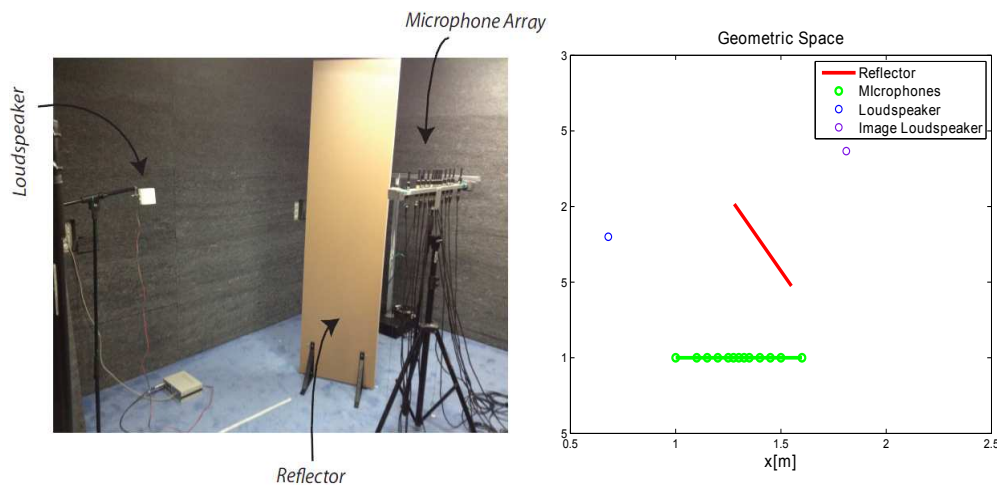 Microphone Array
Loudspeaker
Reflector
Geometric Space
Reflector
MIcrophones
Loudspeaker
Image Loudspeaker
3
5
2
5
1
5
0.5 1 1.5 2 2.5
x[m]